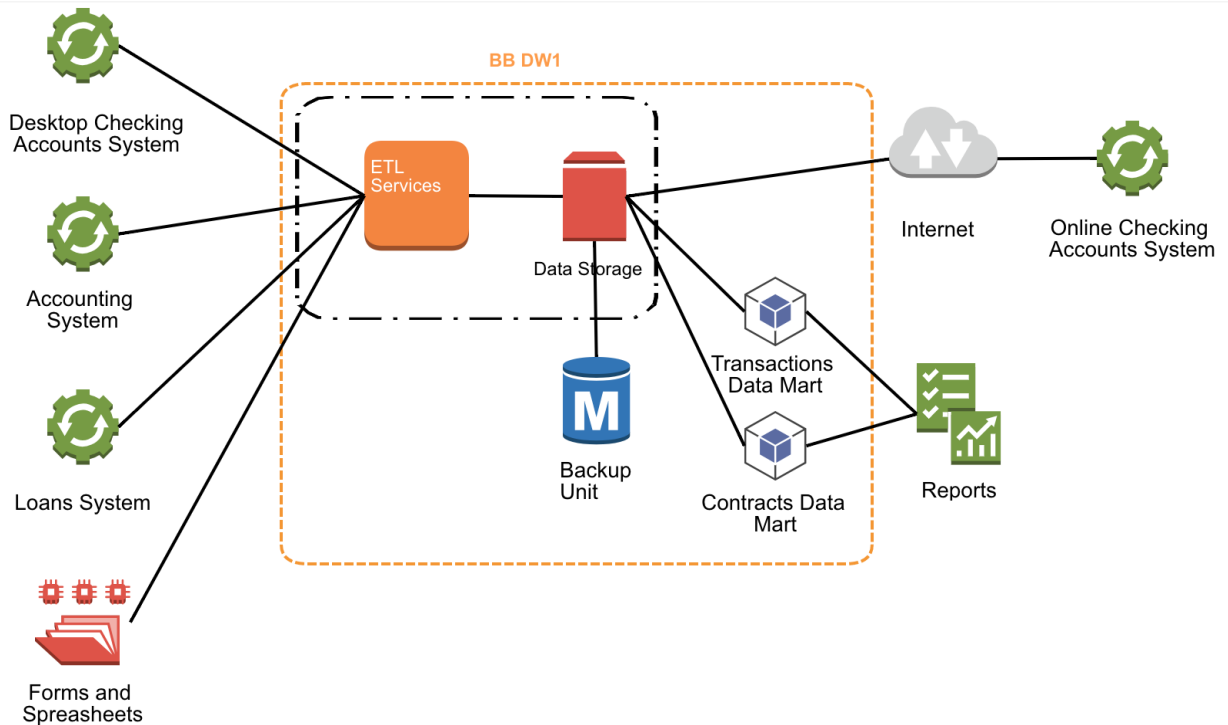 BB DW1
Desktop Checking
Accounts System
ETL
Services
Data Storage
Internet
Online Checking
Accounts System
Accounting
System
Transactions
Data Mart
M
Backup
Unit
Loans System
Contracts Data
Mart
Reports
Forms and
Spreasheets